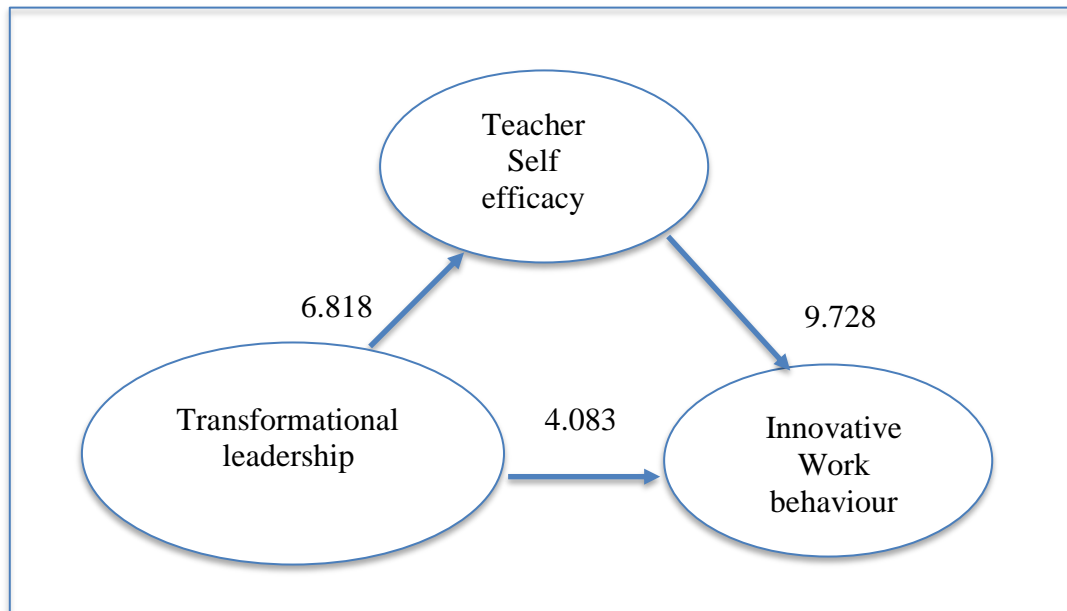 Teacher
Self
efficacy
6.818
9.728
Transformational
leadership
4.083
Innovative
Work
behaviour